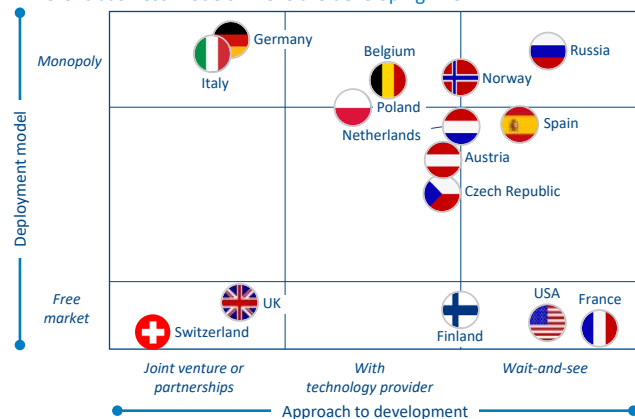 Monopoly
Germany
Italy
Belgium
Poland
Norway
Russia
Netherlands
Spain
Austria
Czech Republic
Deployment model
Free
market
UK
Switzerland
Finland
USA
France
Joint venture or
partnerships
With
technology provider
Wait-and-see
Approach to development